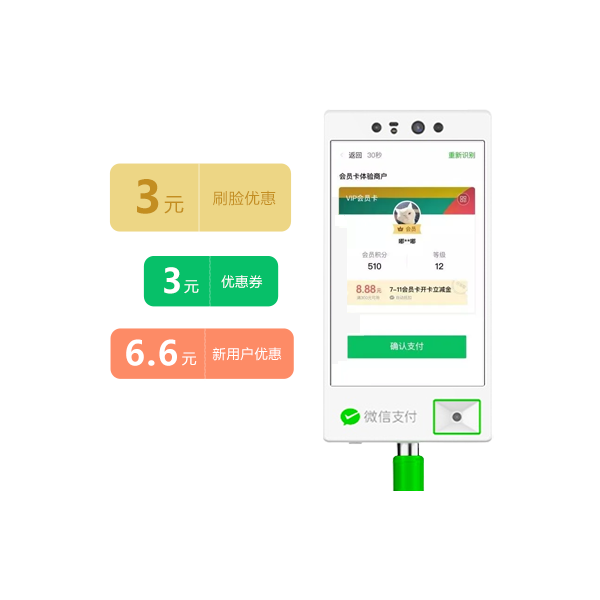 3元 刷脸优惠
3元 优惠券
6.6元 新用户优惠
返回 30秒 重新识别
会员卡体验商户
VIP会员卡
会员
嘟**嘟
会员积分 等级
510 12
8.88元 7-11会员卡开卡立减金
确认支付
微信支付